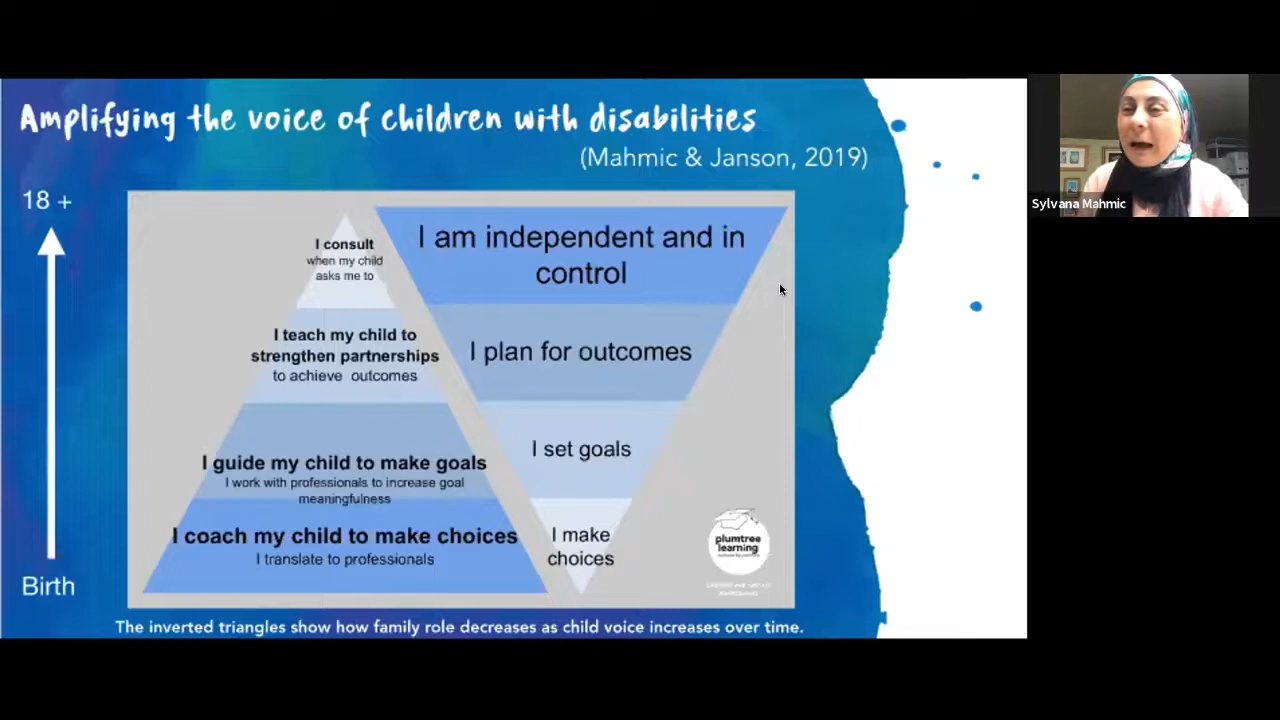 Amplifying the voice of children with disabilities
(Mahmic & Janson, 2019)
Sylvana Mahmic
18 +
I consult
when my child
asks me to
I am independent and in
control
I teach my child to
strengthen partnerships
to achieve outcomes
I plan for outcomes
I guide my child to make goals
I work with professionals to increase goal
meaningfulness
I set goals
I coach my child to make choices
I translate to professionals
I make
choices
plumtree
learning
Birth
The inverted triangles show how family role decreases as child voice increases over time.